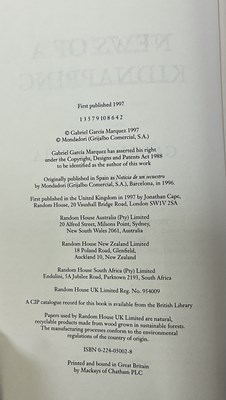 First published 1997
1 3 5 7 9 10 8 6 4 2
© Gabriel García Marquez 1997
© Mondadori (Grijalbo Comercial, S.A.)
Gabriel García Marquez has asserted his right
under the Copyright, Designs and Patents Act 1988
to be identified as the author of this work
Originally published in Spain as Noticia de un secuestro
by Mondadori (Grijalbo Comercial, S.A.), Barcelona, in 1996.
First published in the United Kingdom in 1997 by Jonathan Cape,
Random House, 20 Vauxhall Bridge Road, London SW1V 2SA
Random House Australia (Pty) Limited
20 Alfred Street, Milsons Point, Sydney,
New South Wales 2061, Australia
Random House New Zealand Limited
18 Poland Road, Glenfield,
Auckland 10, New Zealand
Random House South Africa (Pty) Limited
Endulini, 5A Jubilee Road, Parktown 2193, South Africa
Random House UK Limited Reg. No. 954009
A CIP catalogue record for this book is available from the British Library
Papers used by Random House UK Limited are natural,
recyclable products made from wood grown in sustainable forests.
The manufacturing processes conform to the environmental
regulations of the country of origin.
ISBN 0-224-05002-8
Printed and bound in Great Britain
by Mackays of Chatham PLC